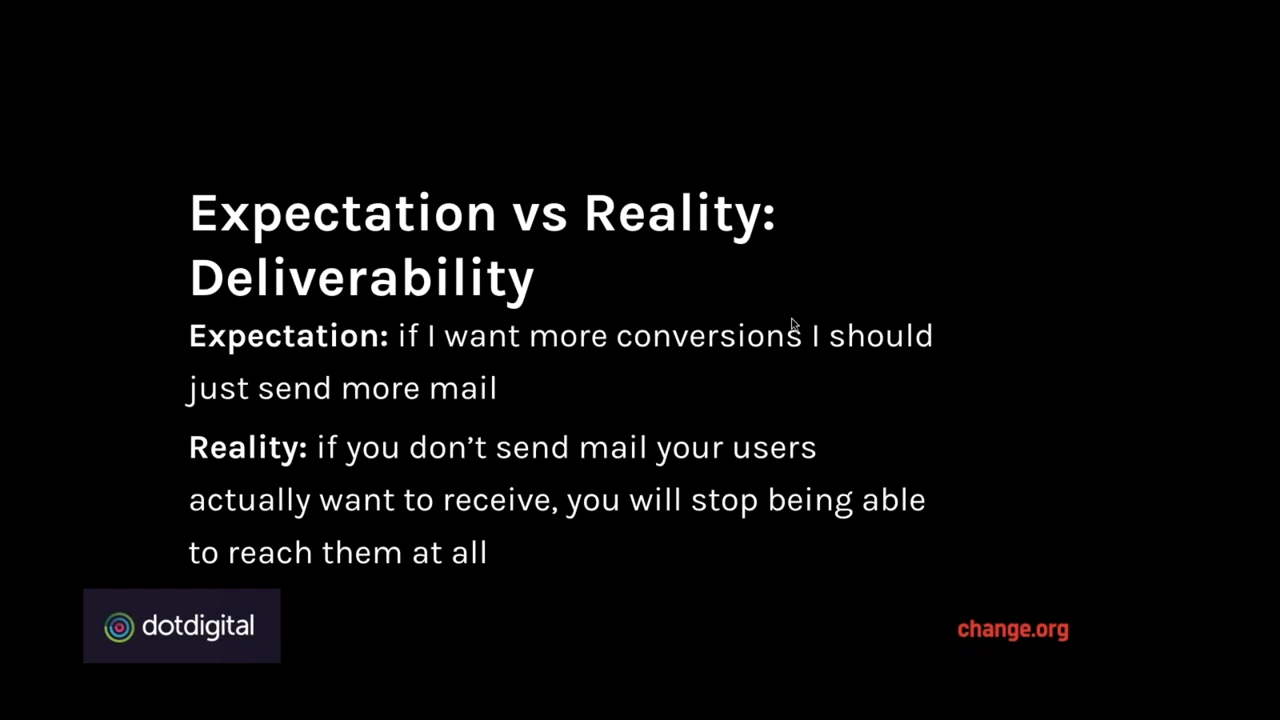 Expectation vs Reality:
Deliverability
Expectation: if I want more conversions I should
just send more mail
Reality: if you don’t send mail your users
actually want to receive, you will stop being able
to reach them at all
dotdigital
change.org